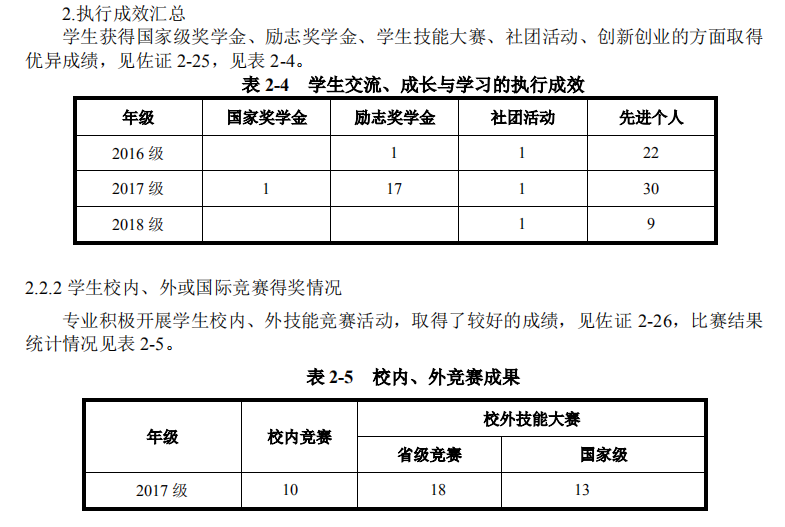 2.执行成效汇总
学生获得国家级奖学金、励志奖学金、学生技能大赛、社团活动、创新创业的方面取得
优异成绩，见佐证 2-25，见表 2-4。
表 2-4 学生交流、成长与学习的执行成效
年级 国家奖学金 励志奖学金 社团活动 先进个人
2016 级 1 1 22
2017 级 1 17 1 30
2018 级 1 9
2.2.2 学生校内、外或国际竞赛得奖情况
专业积极开展学生校内、外技能竞赛活动，取得了较好的成绩，见佐证 2-26，比赛结果
统计情况见表 2-5。
表 2-5 校内、外竞赛成果
年级 校内竞赛 校外技能大赛
省级竞赛 国家级
2017 级 10 18 13